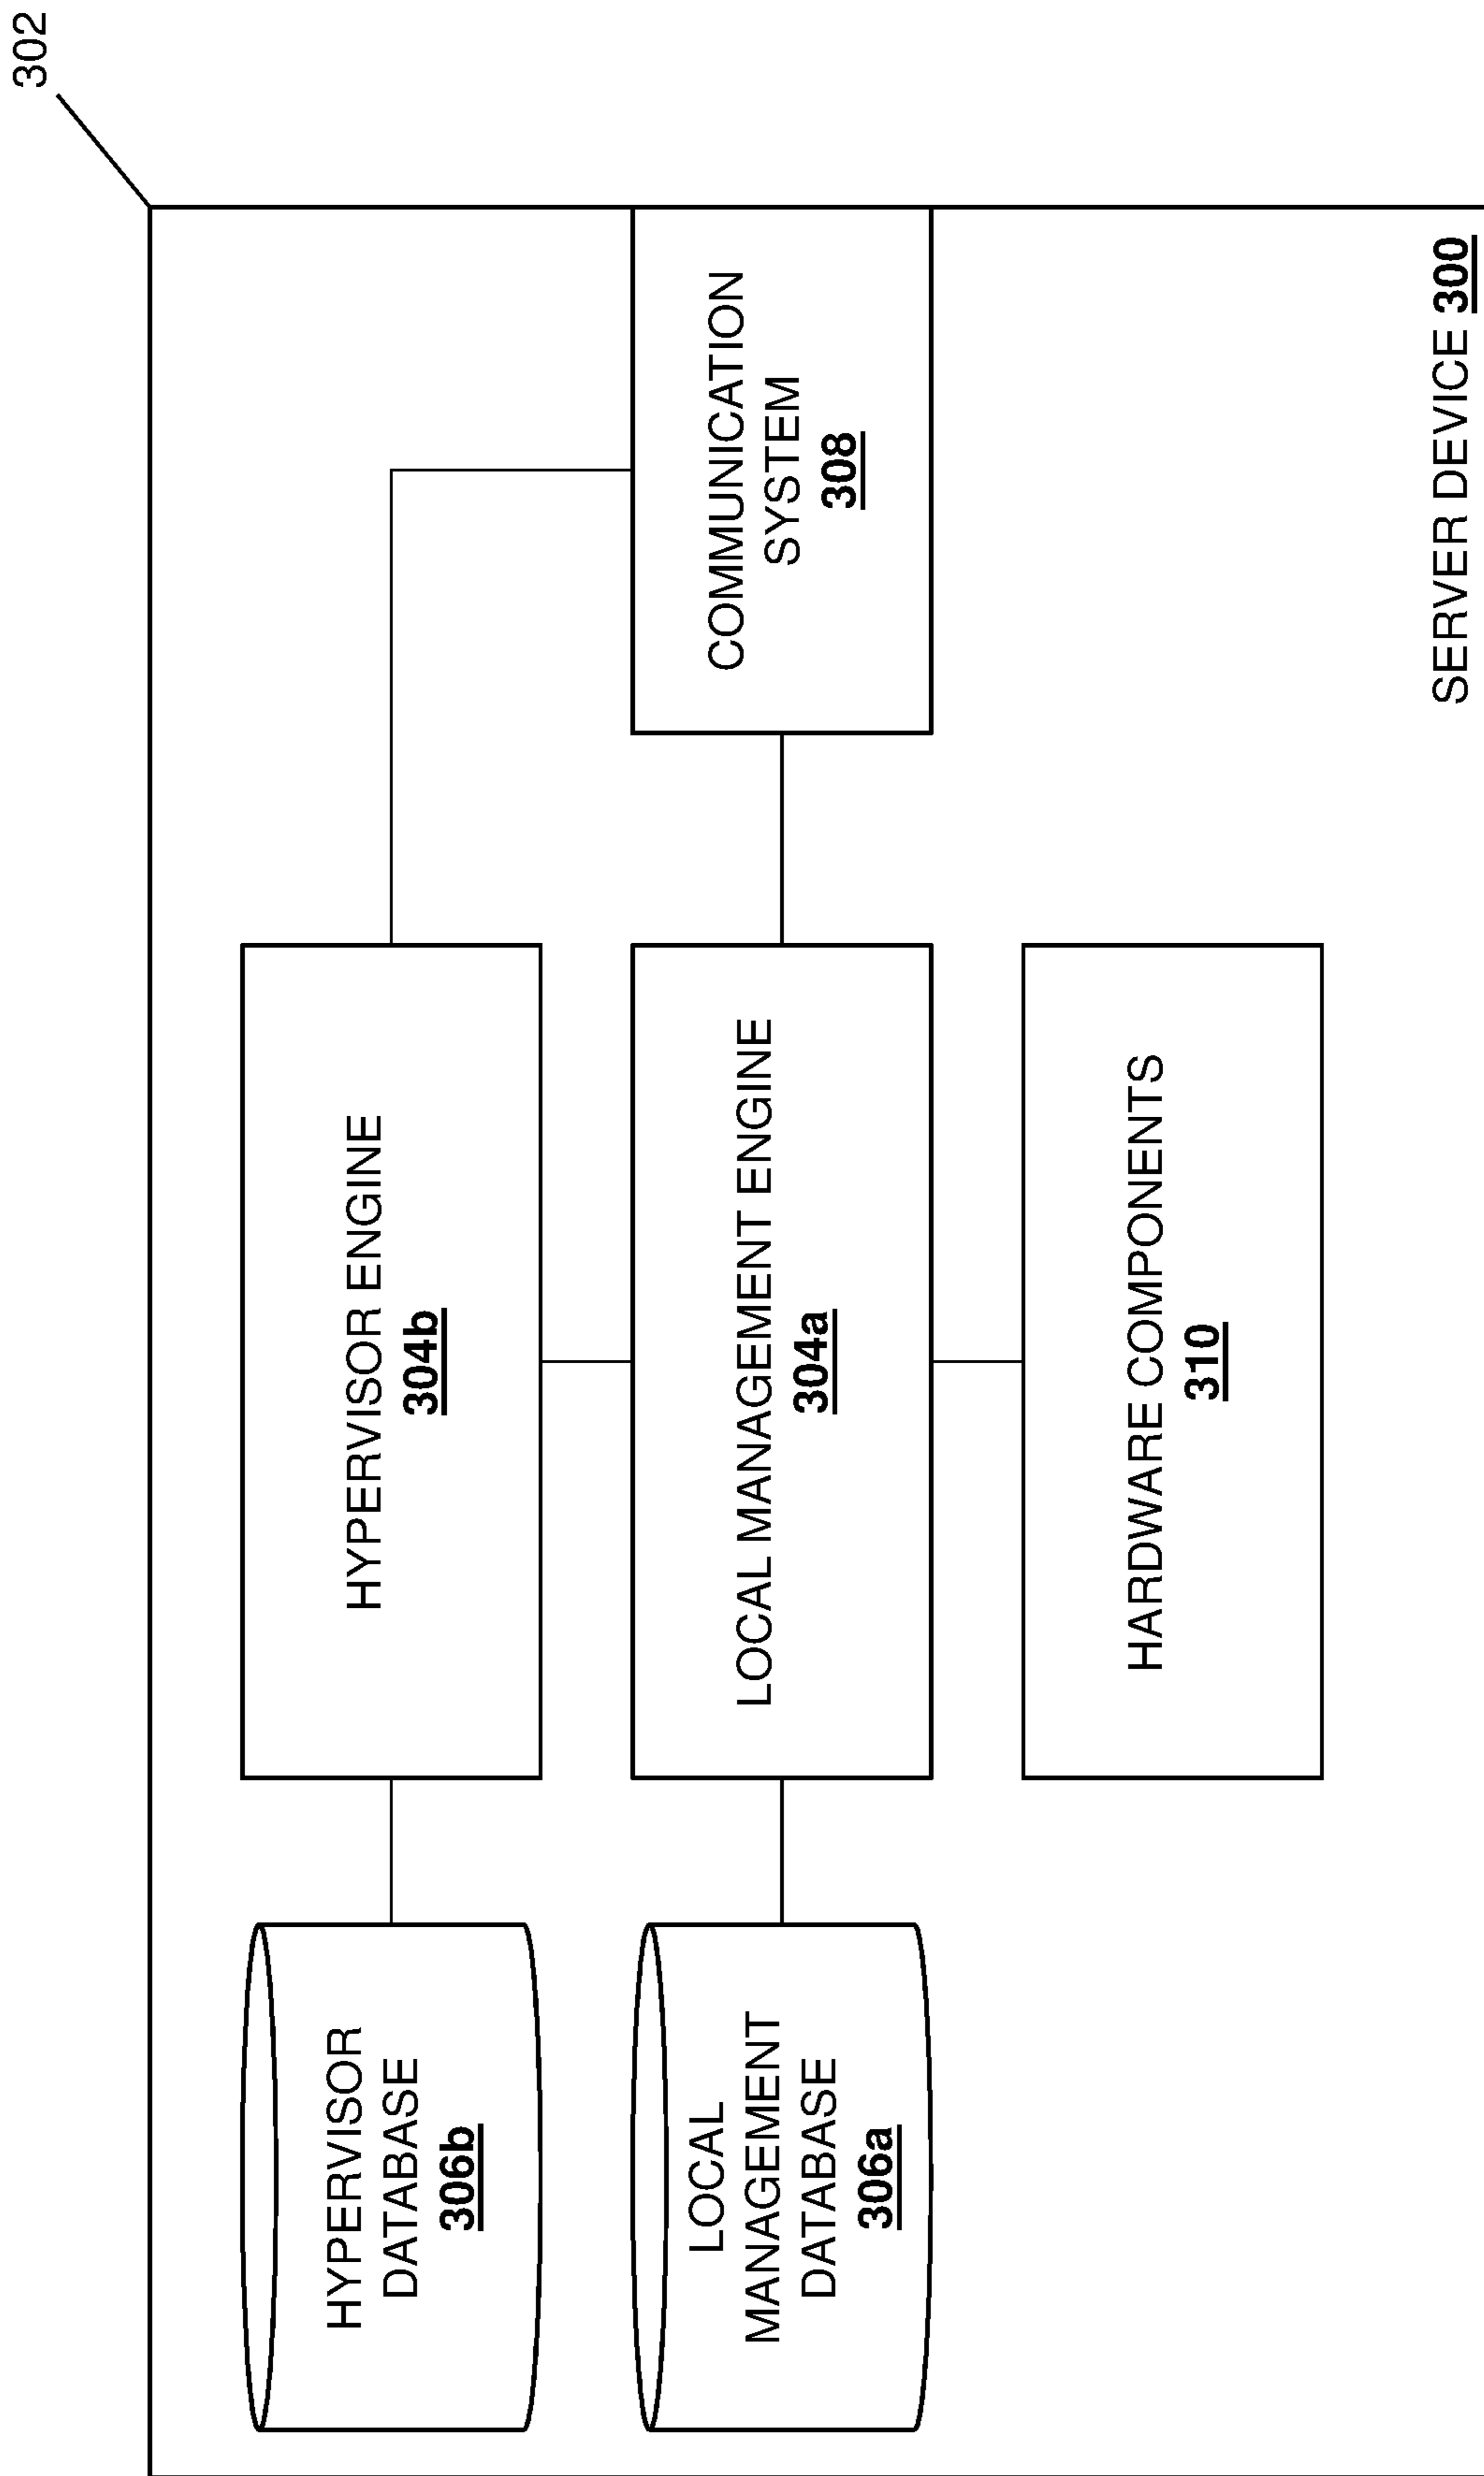 302
HYPERVISOR
DATABASE
306b
HYPERVISOR ENGINE
304b
LOCAL
MANAGEMENT
DATABASE
306a
LOCAL MANAGEMENT ENGINE
304a
COMMUNICATION
SYSTEM
308
HARDWARE COMPONENTS
310
SERVER DEVICE 300